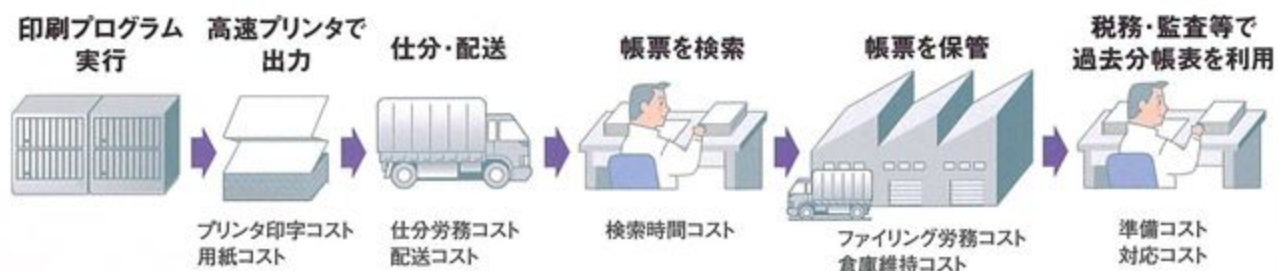 印刷プログラム
実行
高速プリンタで
出力
仕分・配送
帳票を検索
帳票を保管
税務・監査等で
過去分帳表を利用
プリンタ印字コスト
用紙コスト
仕分労務コスト
配送コスト
検索時間コスト
ファイリング労務コスト
倉庫維持コスト
準備コスト
対応コスト